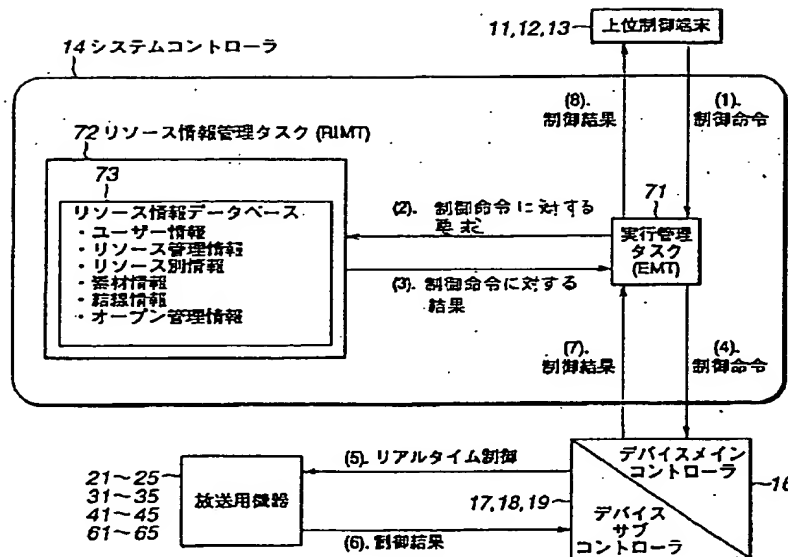 14 システムコントローラ
11,12,13
上位制御端末
(8).
制御結果
(1).
制御命令
72 リソース情報管理タスク (RIMT)
73
リソース情報データベース
・ユーザー情報
・リソース管理情報
・リソース別情報
・素材情報
・結線情報
・オープン管理情報
(2). 制御命令に対する
要求
(3). 制御命令に対する
結果
71
実行管理
タスク
(EMT)
(7).
制御結果
(4).
制御命令
21～25
31～35
41～45
61～65
放送用機器
(5). リアルタイム制御
(6). 制御結果
17,18,19
デバイスメイン
コントローラ
デバイス
サブ
コントローラ
16